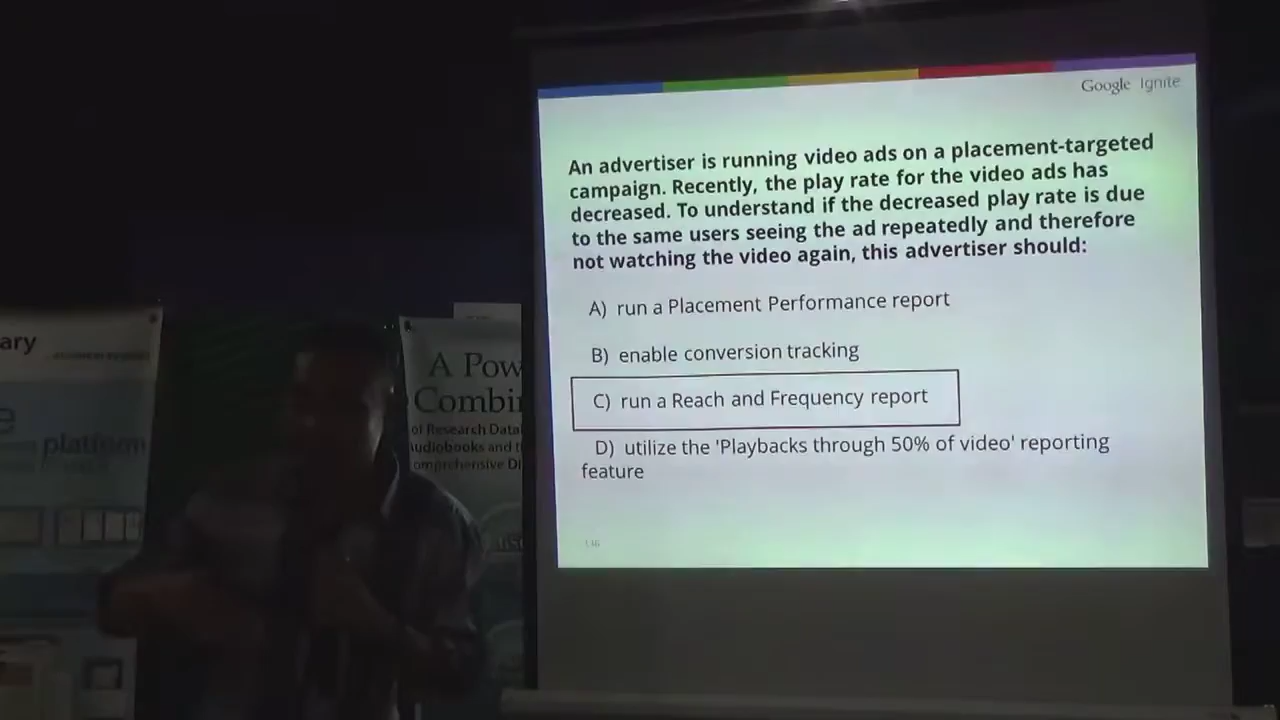 Google Ignite
An advertiser is running video ads on a placement-targeted
campaign. Recently, the play rate for the video ads has
decreased. To understand if the decreased play rate is due
to the same users seeing the ad repeatedly and therefore
not watching the video again, this advertiser should:
A) run a Placement Performance report
B) enable conversion tracking
C) run a Reach and Frequency report
D) utilize the 'Playbacks through 50% of video' reporting
feature
ary
e
platform
A Pow
Combi
of Research Data
udiobooks and t
omprehensive Di